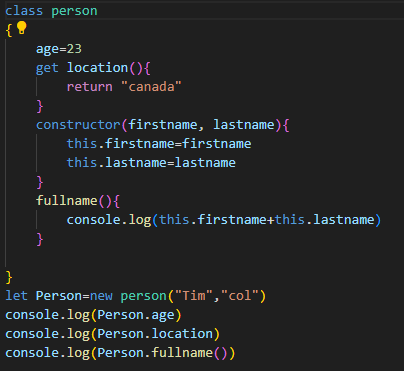 class person
{
    age=23
    get location(){
        return "canada"
    }
    constructor(firstname, lastname){
        this.firstname=firstname
        this.lastname=lastname
    }
    fullname(){
        console.log(this.firstname+this.lastname)
    }
}
let Person=new person("Tim","col")
console.log(Person.age)
console.log(Person.location)
console.log(Person.fullname())